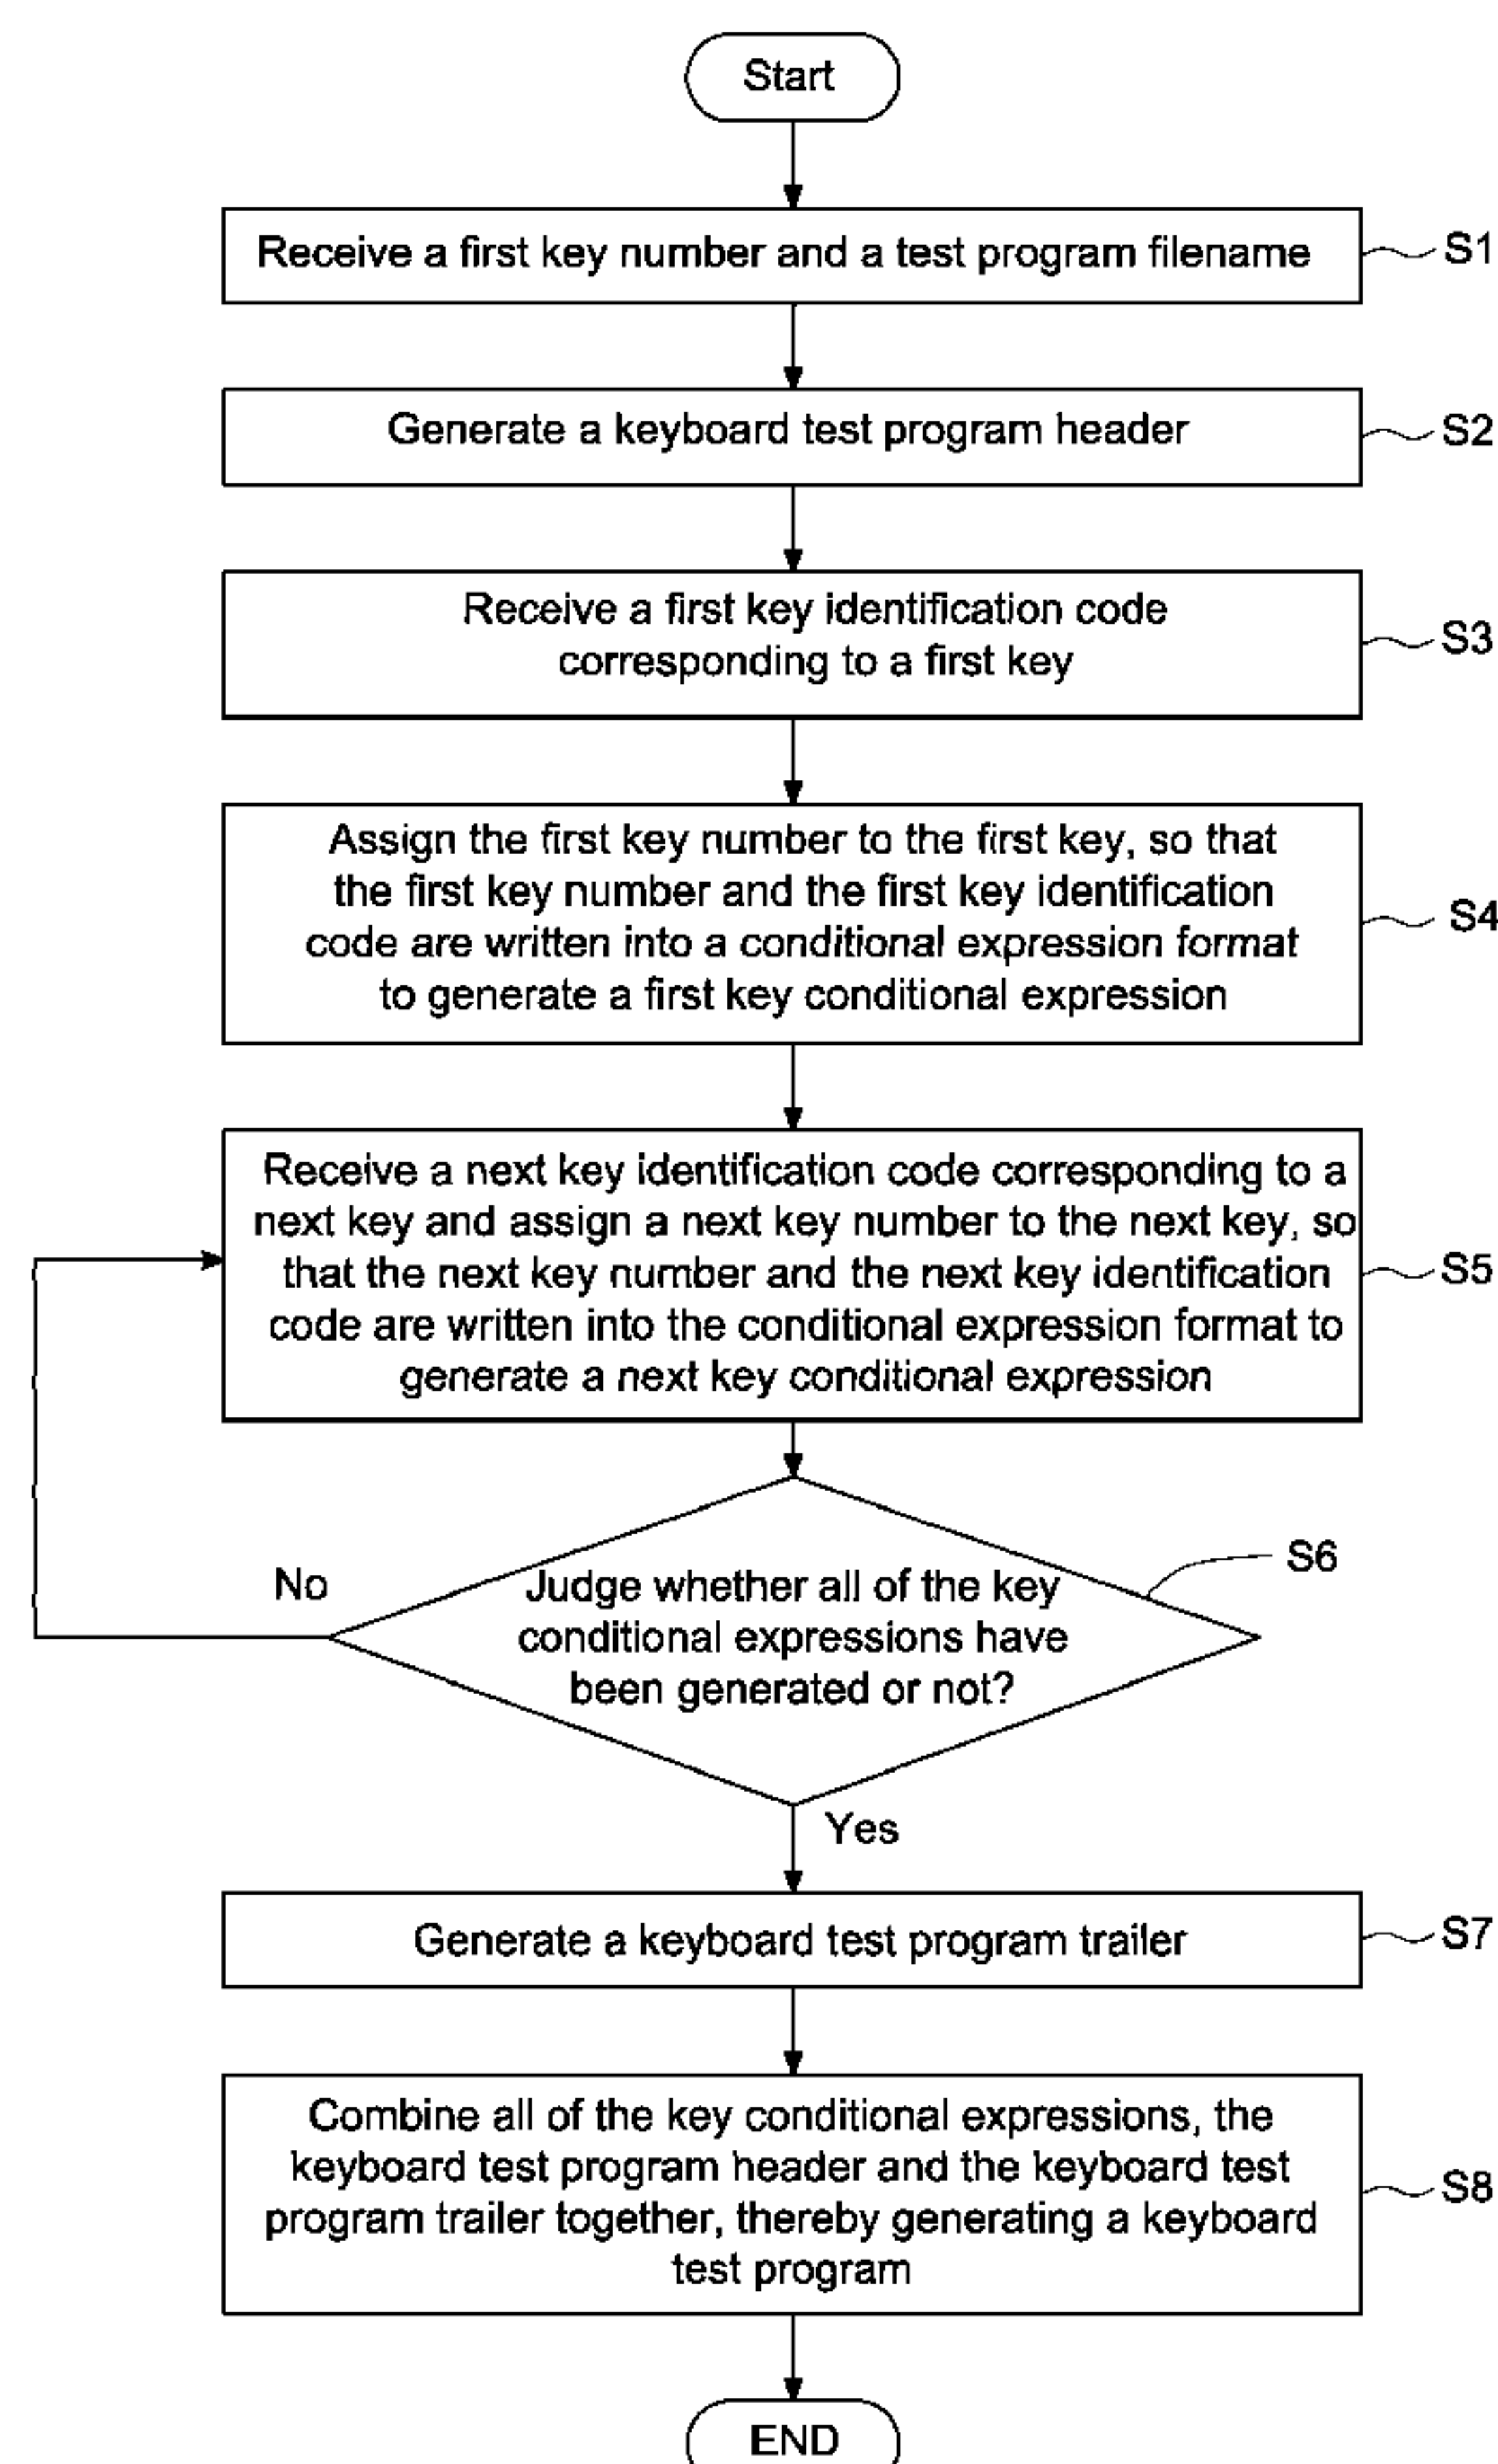 Start
Receive a first key number and a test program filename
S1
Generate a keyboard test program header
S2
Receive a first key identification code
corresponding to a first key
S3
Assign the first key number to the first key, so that
the first key number and the first key identification
code are written into a conditional expression format
to generate a first key conditional expression
S4
Receive a next key identification code corresponding to a
next key and assign a next key number to the next key, so
that the next key number and the next key identification
code are written into the conditional expression format to
generate a next key conditional expression
S5
Judge whether all of the key
conditional expressions have
been generated or not?
S6
No
Yes
Generate a keyboard test program trailer
S7
Combine all of the key conditional expressions, the
keyboard test program header and the keyboard test
program trailer together, thereby generating a keyboard
test program
S8
END